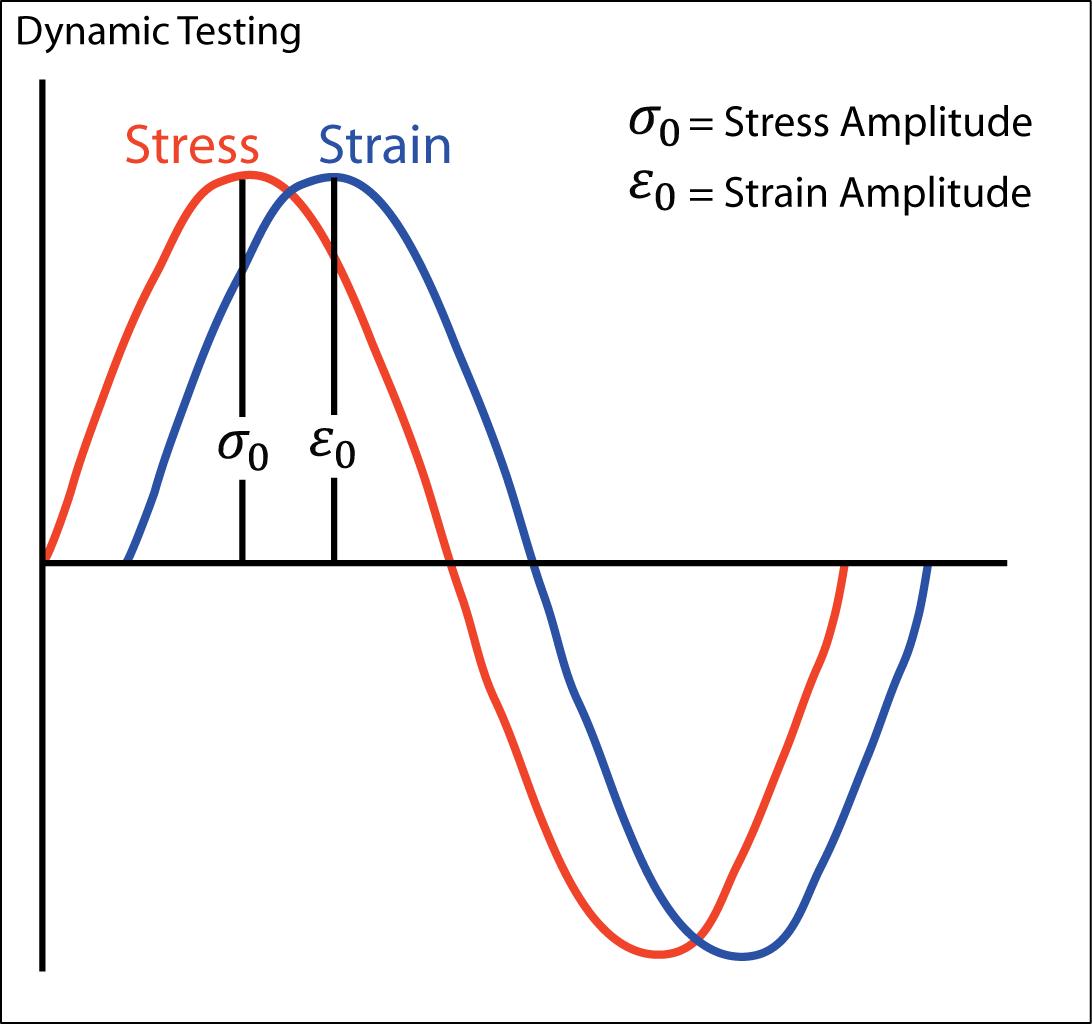 Dynamic Testing
σ0 = Stress Amplitude
ε0 = Strain Amplitude
Stress Strain
σ0 ε0